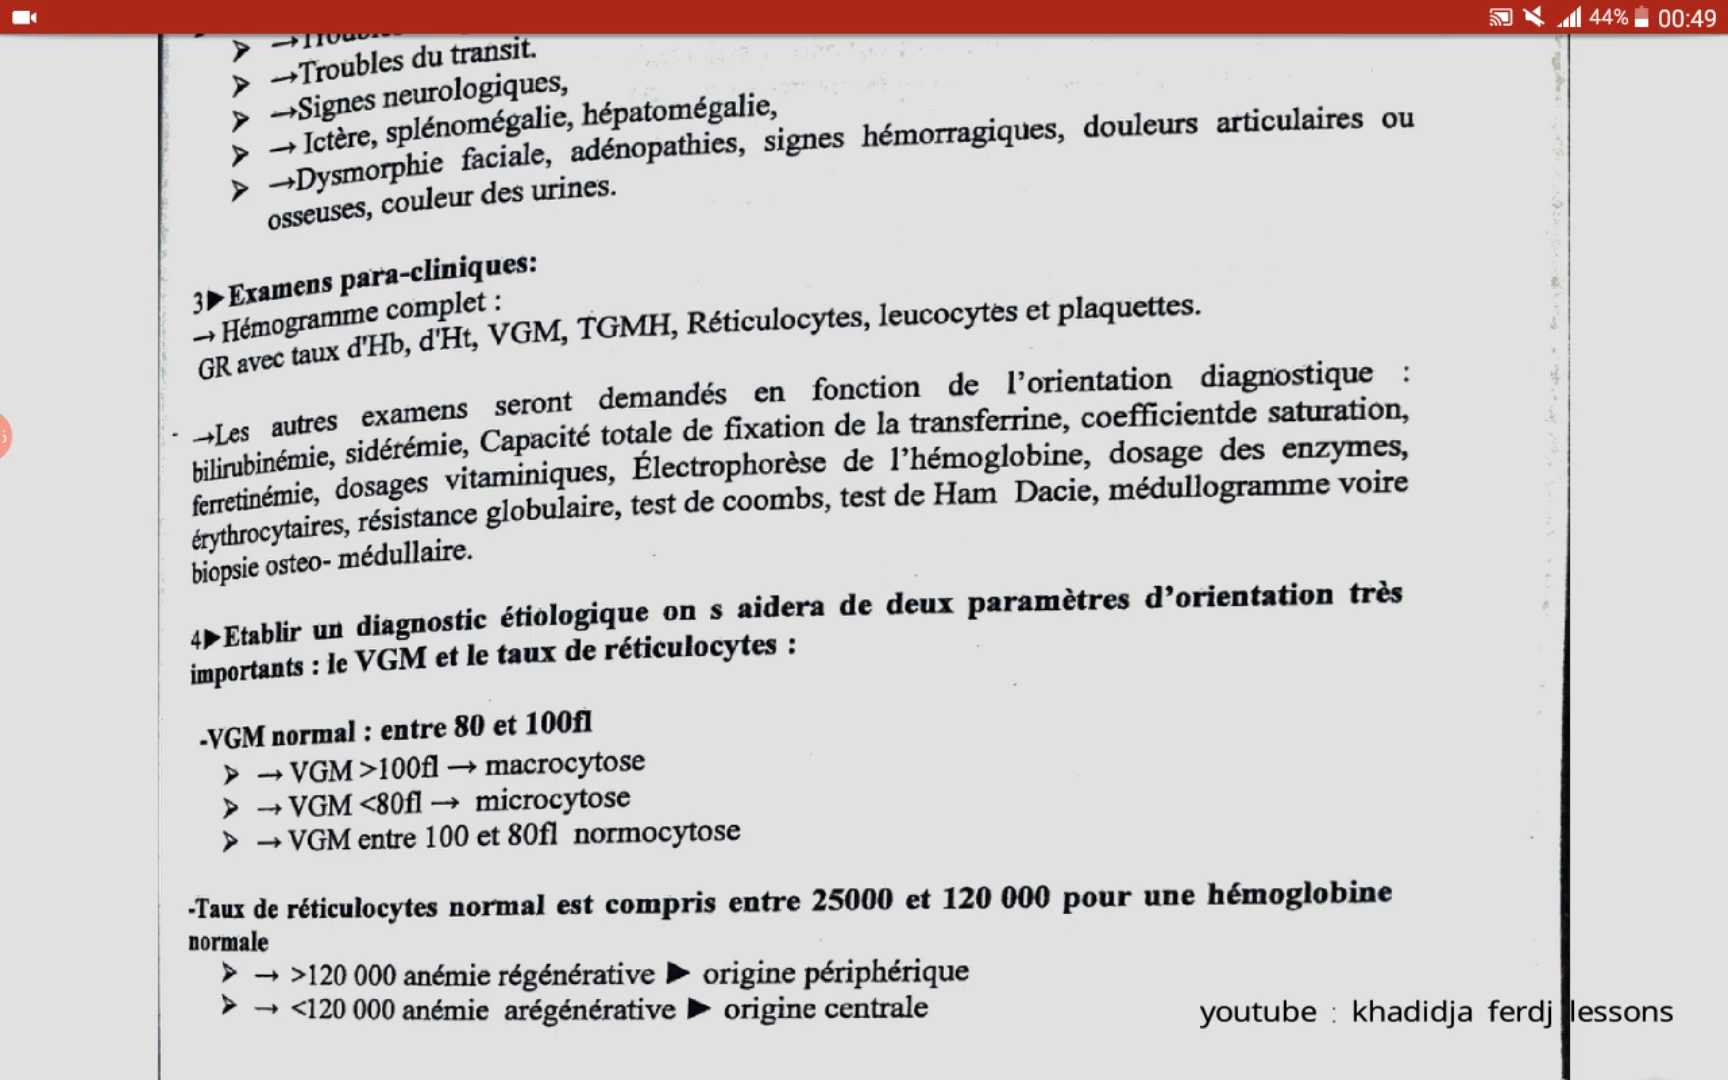 44% 00:49
➢ →Troubles du transit.
➢ →Signes neurologiques,
➢ → Ictère, splénomégalie, hépatomégalie,
➢ →Dysmorphie faciale, adénopathies, signes hémorragiques, douleurs articulaires ou
osseuses, couleur des urines.
3►Examens para-cliniques:
→ Hémogramme complet :
GR avec taux d'Hb, d'Ht, VGM, TGMH, Réticulocytes, leucocytes et plaquettes.
→Les autres examens seront demandés en fonction de l’orientation diagnostique :
bilirubinémie, sidérémie, Capacité totale de fixation de la transferrine, coefficientde saturation,
ferretinémie, dosages vitaminiques, Électrophorèse de l’hémoglobine, dosage des enzymes,
érythrocytaires, résistance globulaire, test de coombs, test de Ham Dacie, médullogramme voire
biopsie osteo- médullaire.
4►Etablir un diagnostic étiologique on s aidera de deux paramètres d’orientation très
importants : le VGM et le taux de réticulocytes :
-VGM normal : entre 80 et 100fl
➢ → VGM >100fl → macrocytose
➢ → VGM <80fl → microcytose
➢ → VGM entre 100 et 80fl normocytose
-Taux de réticulocytes normal est compris entre 25000 et 120 000 pour une hémoglobine
normale
➢ → >120 000 anémie régénérative ► origine périphérique
➢ → <120 000 anémie arégénérative ► origine centrale
youtube : khadidja ferdj lessons